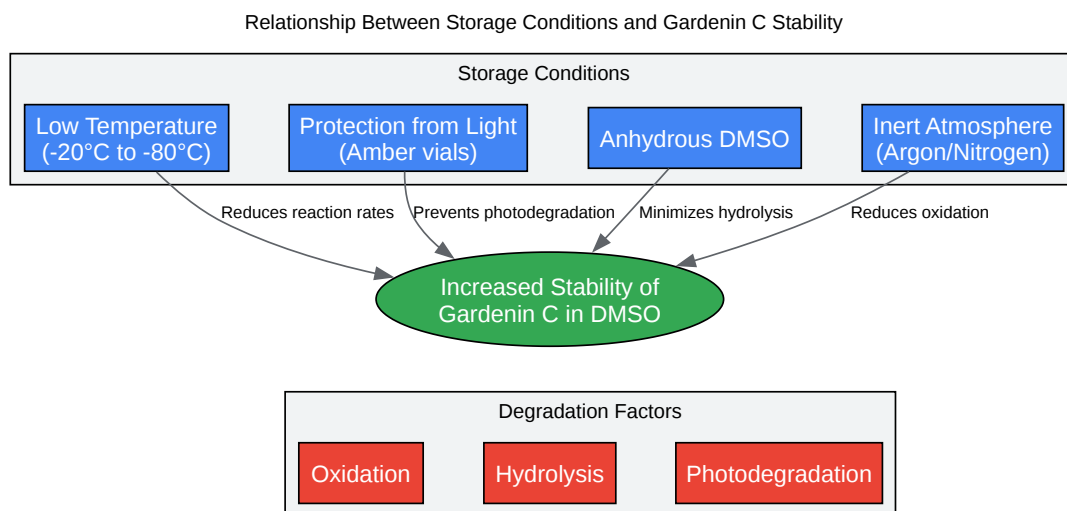 Relationship Between Storage Conditions and Gardenin C Stability
Storage Conditions
Low Temperature
(-20°C to -80°C)
Protection from Light
(Amber vials)
Anhydrous DMSO
Inert Atmosphere
(Argon/Nitrogen)
Reduces reaction rates
Prevents photodegradation
Minimizes hydrolysis
Reduces oxidation
Increased Stability of
Gardenin C in DMSO
Degradation Factors
Oxidation
Hydrolysis
Photodegradation